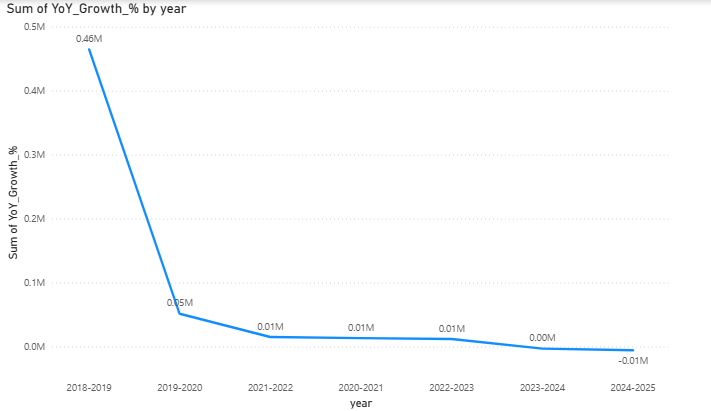 Sum of YoY_Growth_% by year
0.5M
0.4M
0.3M
0.2M
0.1M
0.0M
Sum of YoY_Growth_%
0.46M
0.05M
0.01M
0.01M
0.01M
0.00M
-0.01M
2018-2019 2019-2020 2021-2022 2020-2021 2022-2023 2023-2024 2024-2025
year